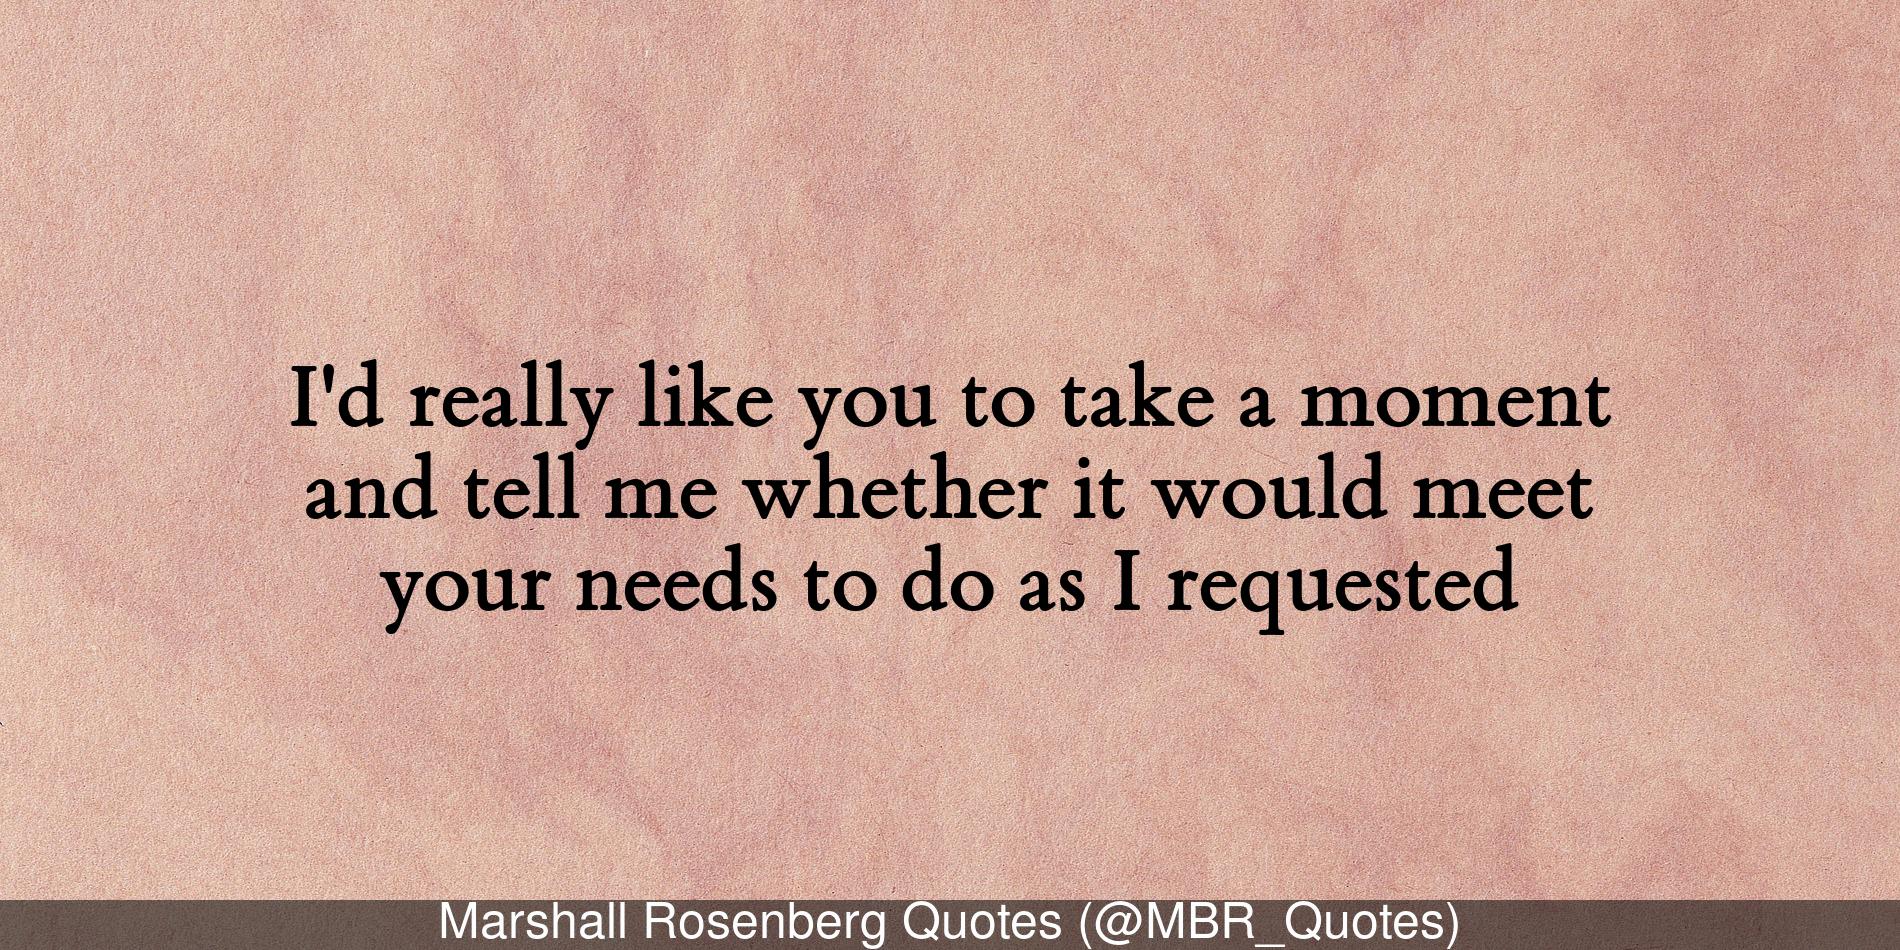 I'd really like you to take a moment
and tell me whether it would meet
your needs to do as I requested
Marshall Rosenberg Quotes (@MBR_Quotes)